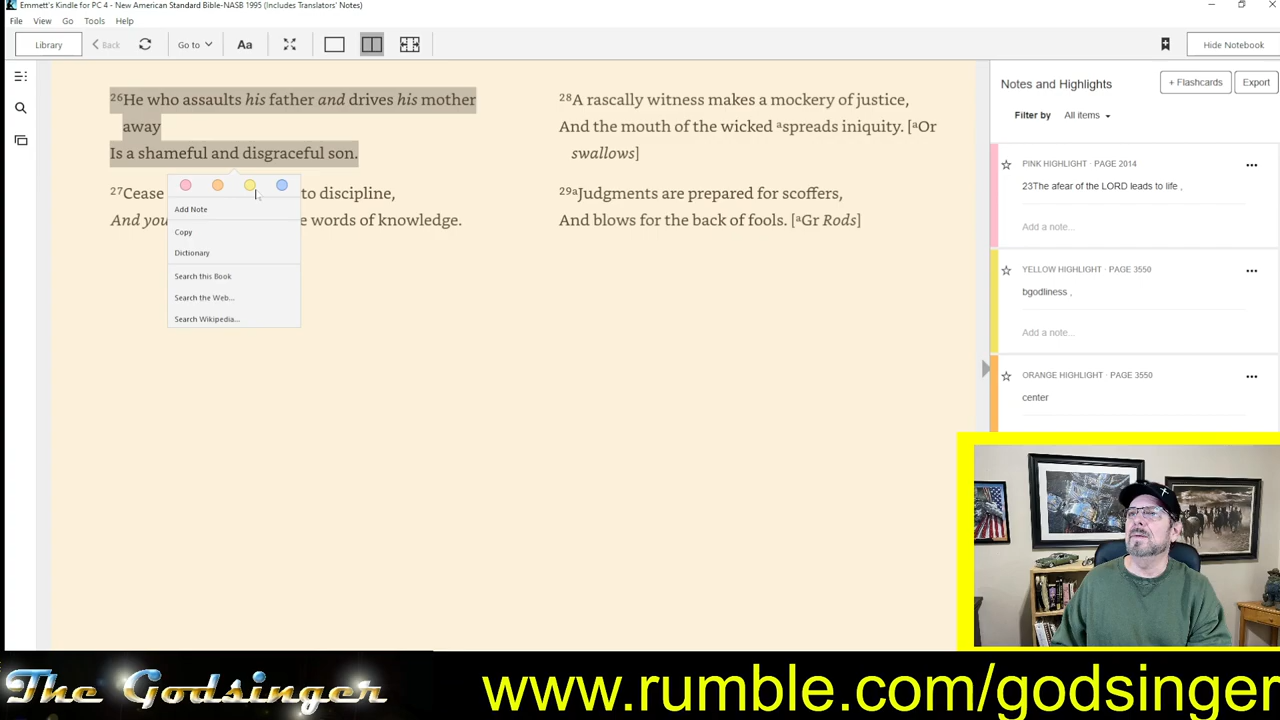 Emmett's Kindle for PC 4 - New American Standard Bible-NASB 1995 (Includes Translators' Notes)
File View Go Tools Help
Library Back Go to Aa Hide Notebook
26He who assaults his father and drives his mother
away
Is a shameful and disgraceful son.
27Cease to discipline,
And you e words of knowledge.
Add Note
Copy
Dictionary
Search this Book
Search the Web...
Search Wikipedia...
28A rascally witness makes a mockery of justice,
And the mouth of the wicked aspreads iniquity. [aOr
swallows]
29aJudgments are prepared for scoffers,
And blows for the back of fools. [aGr Rods]
Notes and Highlights + Flashcards Export
Filter by All items
PINK HIGHLIGHT · PAGE 2014
23The afear of the LORD leads to life ,
Add a note...
YELLOW HIGHLIGHT · PAGE 3550
bgodliness ,
Add a note...
ORANGE HIGHLIGHT · PAGE 3550
center
The Godsinger
www.rumble.com/godsinger